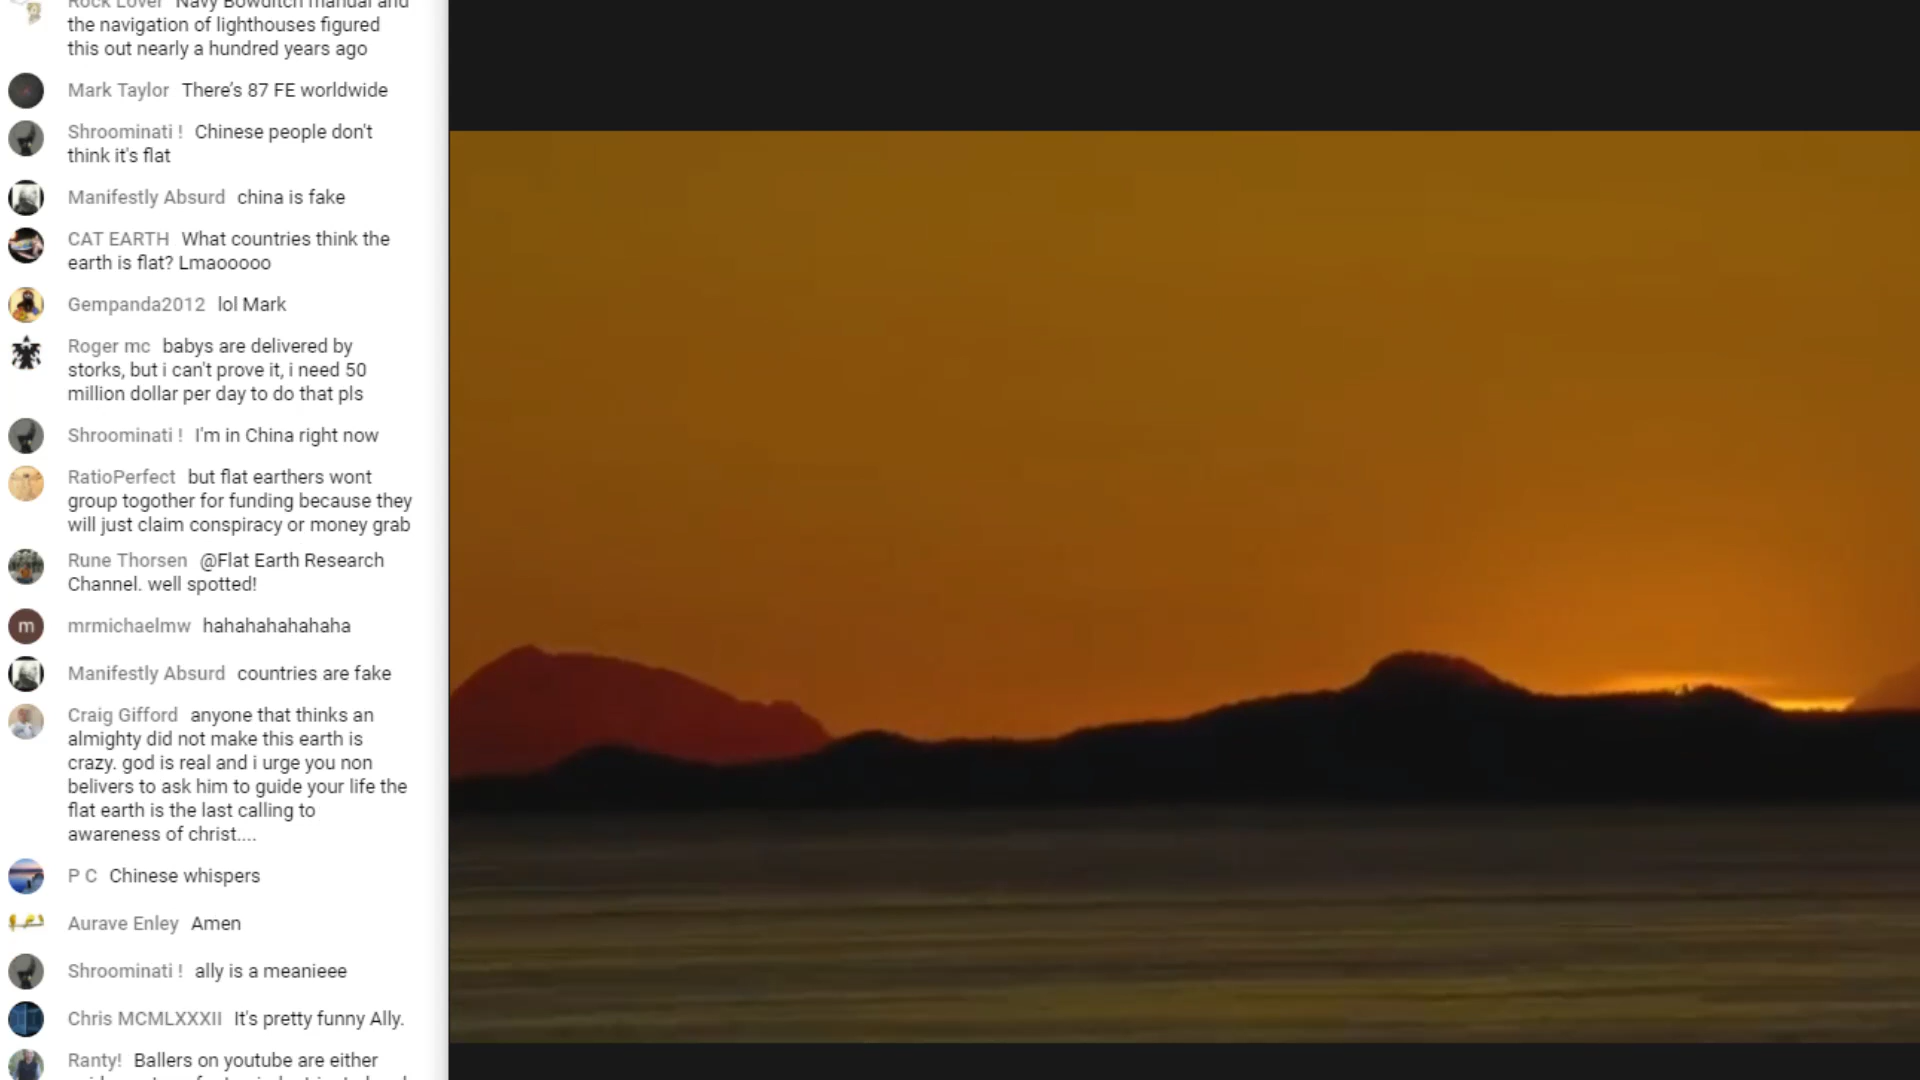 Rock Lover Navy Bowditch manual and
the navigation of lighthouses figured
this out nearly a hundred years ago
Mark Taylor There's 87 FE worldwide
Shroominati ! Chinese people don't
think it's flat
Manifestly Absurd china is fake
CAT EARTH What countries think the
earth is flat? Lmaooooo
Gempanda2012 lol Mark
Roger mc babys are delivered by
storks, but i can't prove it, i need 50
million dollar per day to do that pls
Shroominati ! I'm in China right now
RatioPerfect but flat earthers wont
group togother for funding because they
will just claim conspiracy or money grab
Rune Thorsen @Flat Earth Research
Channel. well spotted!
m
mrmichaelmw hahahahahahaha
Manifestly Absurd countries are fake
Craig Gifford anyone that thinks an
almighty did not make this earth is
crazy. god is real and i urge you non
belivers to ask him to guide your life the
flat earth is the last calling to
awareness of christ....
P C Chinese whispers
Aurave Enley Amen
Shroominati ! ally is a meanieee
Chris MCMLXXXII It's pretty funny Ally.
Ranty! Ballers on youtube are either